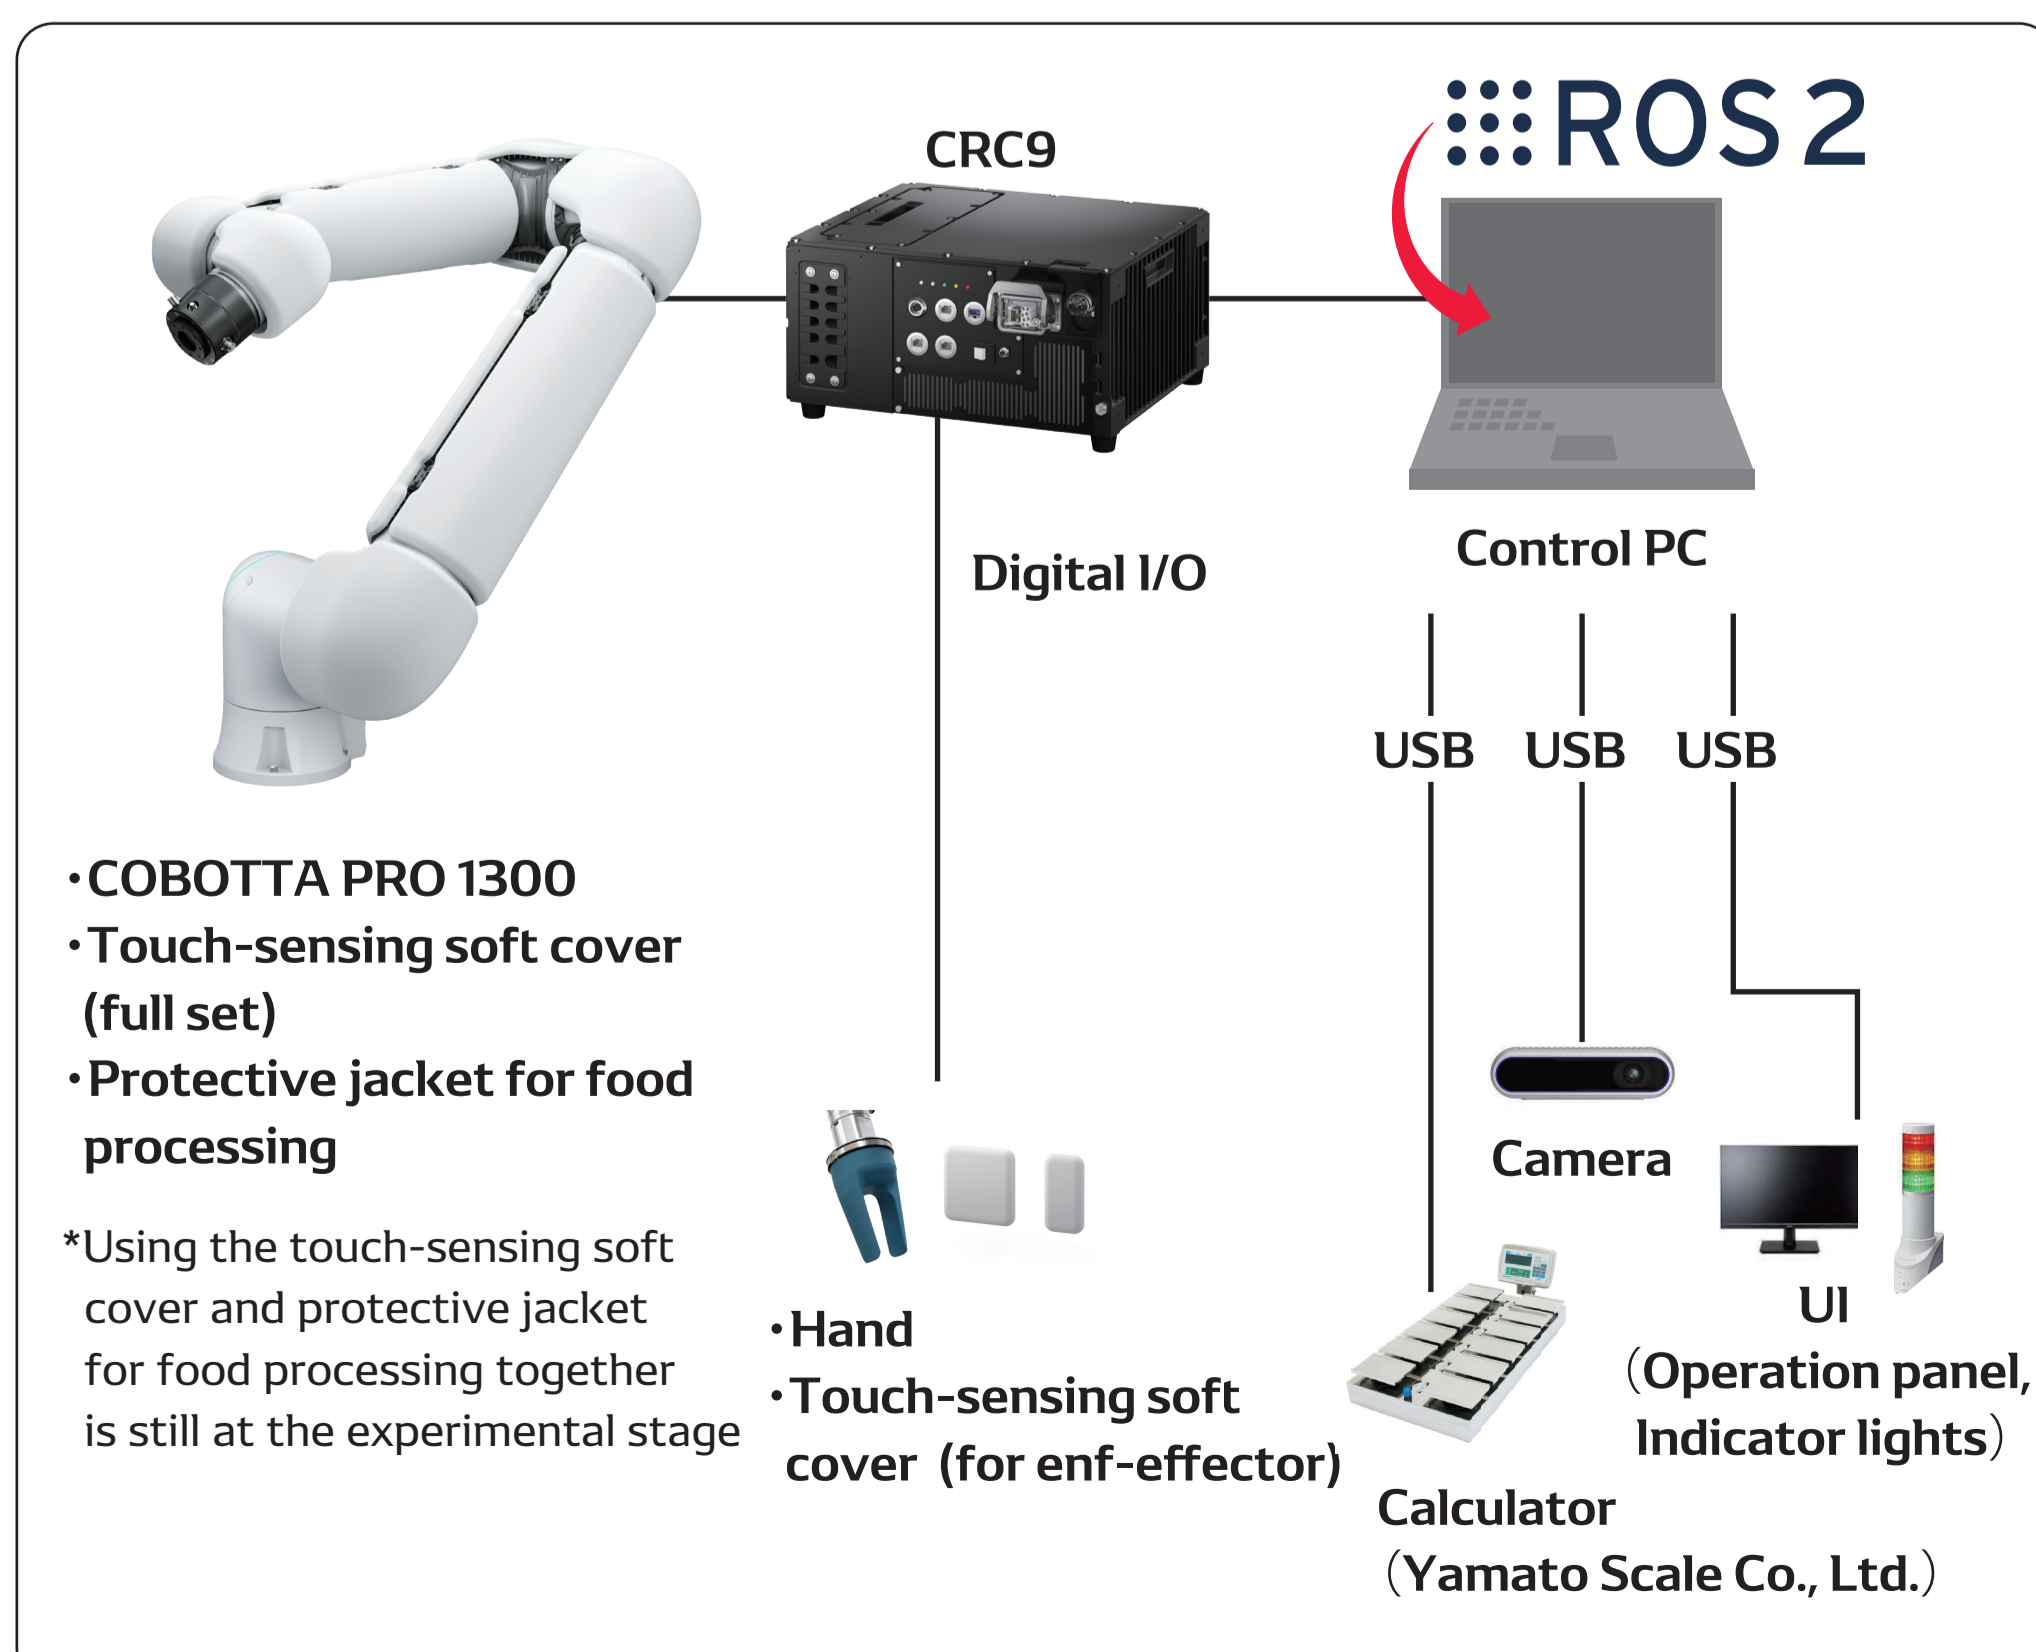 ROS 2
CRC9
Digital I/O
Control PC
USB USB USB
・COBOTTA PRO 1300
・Touch-sensing soft cover
(full set)
・Protective jacket for food
processing
*Using the touch-sensing soft
cover and protective jacket
for food processing together
is still at the experimental stage
・Hand
・Touch-sensing soft
cover (for enf-effector)
Camera
UI
（Operation panel,
Indicator lights）
Calculator
（Yamato Scale Co., Ltd.）